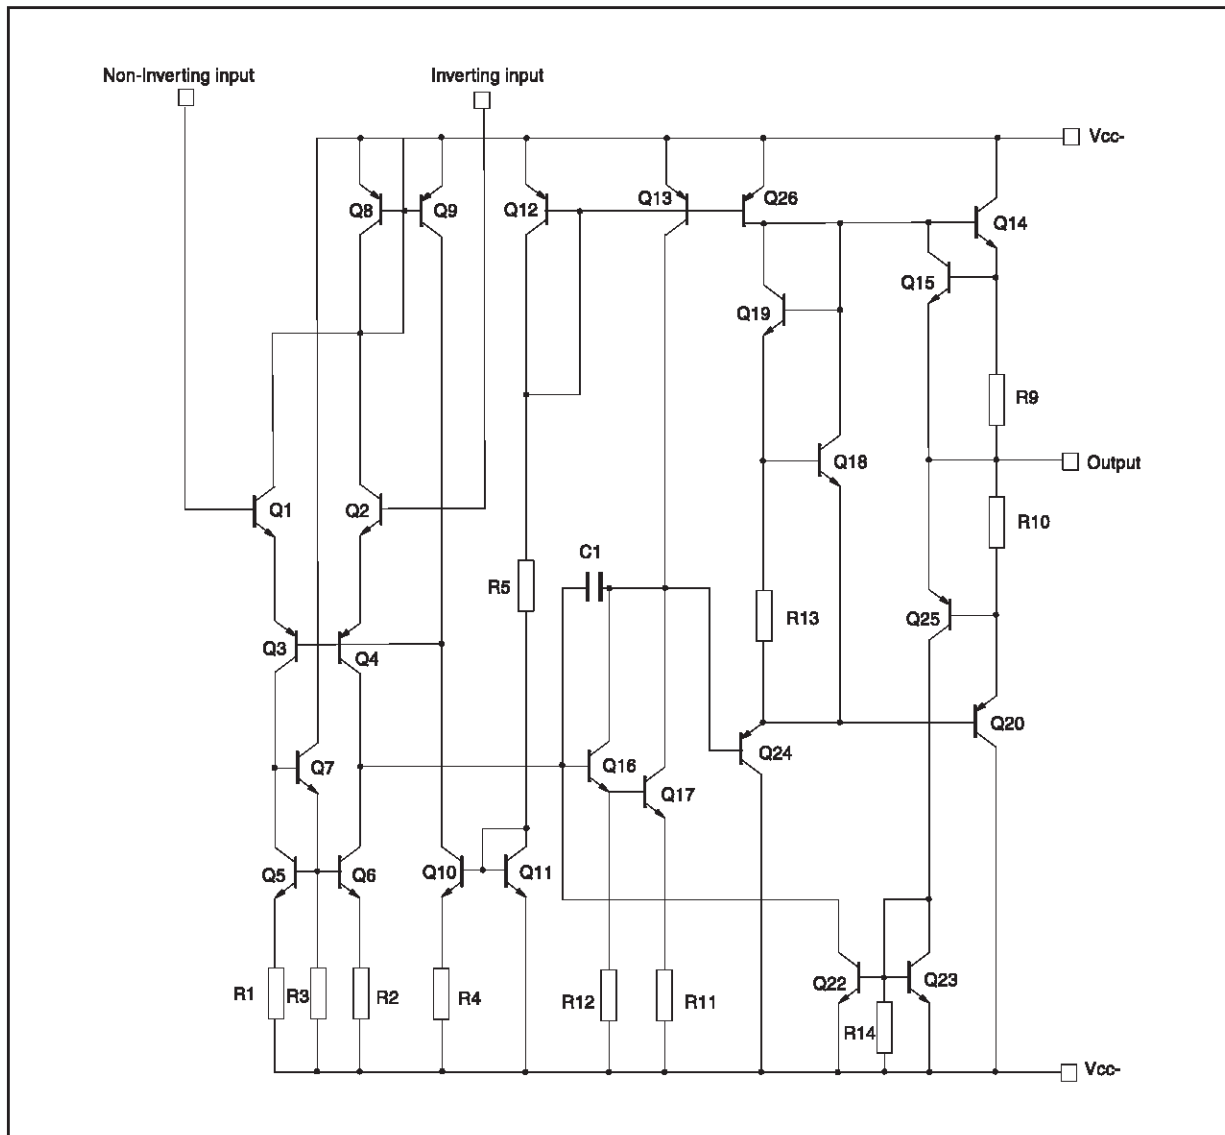 Non-Inverting input
Inverting input
Vcc-
Q8
Q9
Q12
Q13
Q26
Q14
Q15
Q19
R9
Q18
Output
Q1
Q2
R10
C1
R5
R13
Q25
Q3
Q4
Q20
Q7
Q16
Q24
Q17
Q5
Q6
Q10
Q11
Q22
Q23
R1
R3
R2
R4
R12
R11
R14
Vcc-